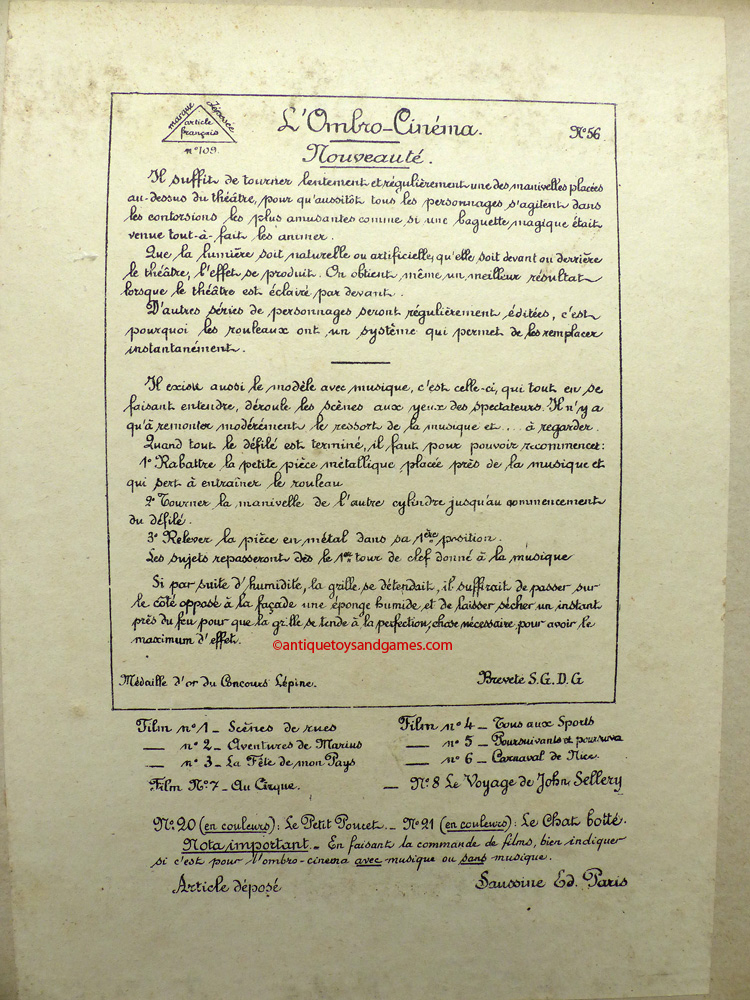 marque déposée
article
français
n° 109.
L'Ombro-Cinéma.
N° 56
Nouveauté.
Il suffit de tourner lentement et régulièrement une des manivelles placées
au-dessus du théâtre, pour qu'aussitôt tous les personnages s'agitent dans
les contorsions les plus amusantes comme si une baguette magique était
venue tout-à-fait les animer.
Que la lumière soit naturelle ou artificielle, qu'elle soit devant ou derrière
le théâtre, l'effet se produit. On obtient même un meilleur résultat
lorsque le théâtre est éclairé par devant.
D'autres séries de personnages seront régulièrement éditées, c'est
pourquoi les rouleaux ont un système qui permet de les remplacer
instantanément.
Il existe aussi le modèle avec musique, c'est celle-ci, qui tout en se
faisant entendre, déroule les scènes aux yeux des spectateurs. Il n'y a
qu'à remonter modérément le ressort de la musique et ... à regarder.
Quand tout le défilé est terminé, il faut pour pouvoir recommencer:
1° Rabattre la petite pièce métallique placée près de la musique et
qui sert à entraîner le rouleau
2° Tourner la manivelle de l'autre cylindre jusqu'au commencement
du défilé.
3° Relever la pièce en métal dans sa 1ère position.
Les sujets repasseront dès le 1er tour de clef donné à la musique
Si par suite d'humidité, la grille se détendait, il suffirait de passer sur
le côté opposé à la façade une éponge humide et de laisser sécher un instant
près du feu pour que la grille se tende à la perfection, chose nécessaire pour avoir le
maximum d'effet.
©antiquetoysandgames.com
Médaille d'or du Concours Lépine.
Breveté S.G.D.G
Film n° 1 _ Scènes de rues
— n° 2 _ Aventures de Marius
— n° 3 _ La Fête de mon Pays
Film n° 4 _ Tous aux Sports
— n° 5 _ Poursuivants et poursuivis
— n° 6 _ Carnaval de Nice
Film N° 7 _ Au Cirque.
— N° 8 Le Voyage de John Sellery
N° 20 (en couleurs): Le Petit Poucet. _ N° 21 (en couleurs): Le Chat botté.
Nota important _ En faisant la commande de films, bien indiquer
si c'est pour l'ombro-cinéma avec musique ou sans musique.
Article déposé
Saussine Ed. Paris